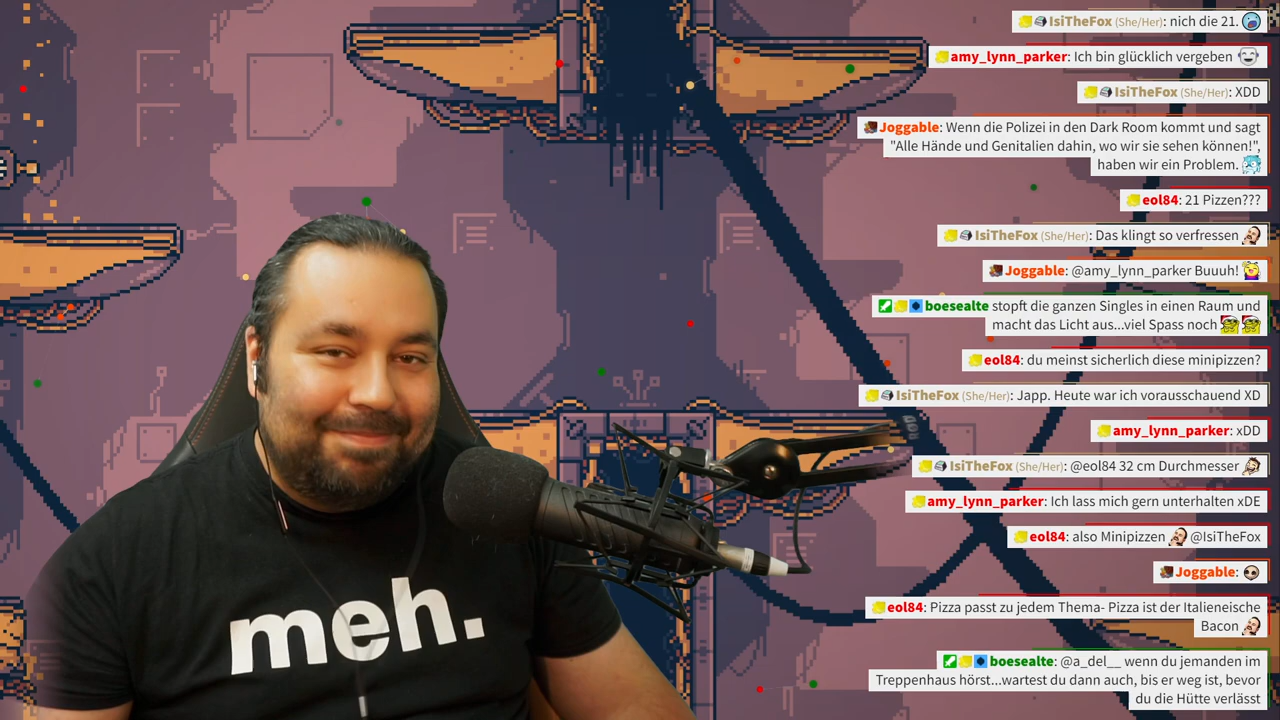 IsiTheFox (She/Her): nich die 21.
amy_lynn_parker: Ich bin glücklich vergeben
IsiTheFox (She/Her): XDD
Joggable: Wenn die Polizei in den Dark Room kommt und sagt
"Alle Hände und Genitalien dahin, wo wir sie sehen können!",
haben wir ein Problem.
eol84: 21 Pizzen???
IsiTheFox (She/Her): Das klingt so verfressen
Joggable: @amy_lynn_parker Buuuh!
boesealte stopft die ganzen Singles in einen Raum und
macht das Licht aus...viel Spass noch
eol84: du meinst sicherlich diese minipizzen?
IsiTheFox (She/Her): Japp. Heute war ich vorausschauend XD
amy_lynn_parker: xDD
IsiTheFox (She/Her): @eol84 32 cm Durchmesser
amy_lynn_parker: Ich lass mich gern unterhalten xDE
eol84: also Minipizzen @IsiTheFox
Joggable:
eol84: Pizza passt zu jedem Thema- Pizza ist der Italieneische
Bacon
boesealte: @a_del__ wenn du jemanden im
Treppenhaus hörst...wartest du dann auch, bis er weg ist, bevor
du die Hütte verlässt
meh.